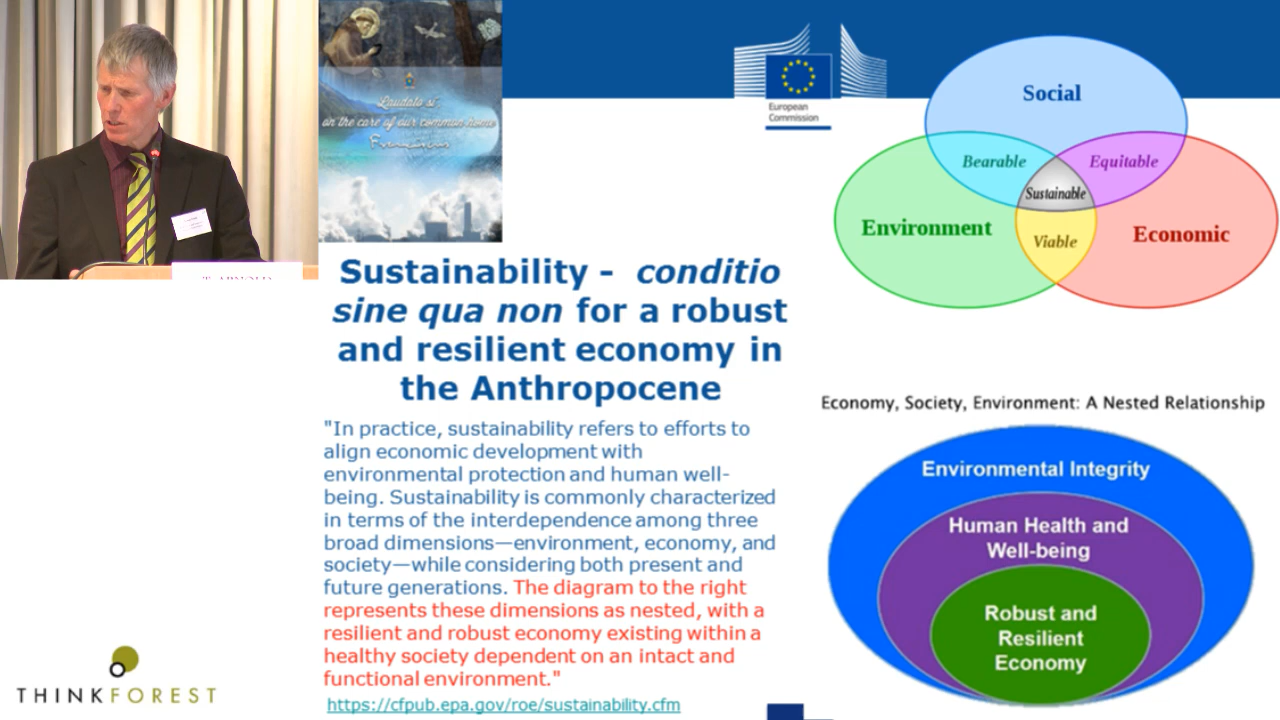 Laudato si'
on the care of our common home
Franciscus
European
Commission
Social
Bearable
Equitable
Sustainable
Environment
Economic
Viable
T. ARNOLD
Sustainability - conditio
sine qua non for a robust
and resilient economy in
the Anthropocene
"In practice, sustainability refers to efforts to
align economic development with
environmental protection and human well-
being. Sustainability is commonly characterized
in terms of the interdependence among three
broad dimensions—environment, economy, and
society—while considering both present and
future generations. The diagram to the right
represents these dimensions as nested, with a
resilient and robust economy existing within a
healthy society dependent on an intact and
functional environment."
https://cfpub.epa.gov/roe/sustainability.cfm
Economy, Society, Environment: A Nested Relationship
Environmental Integrity
Human Health and
Well-being
Robust and
Resilient
Economy
THINKFOREST